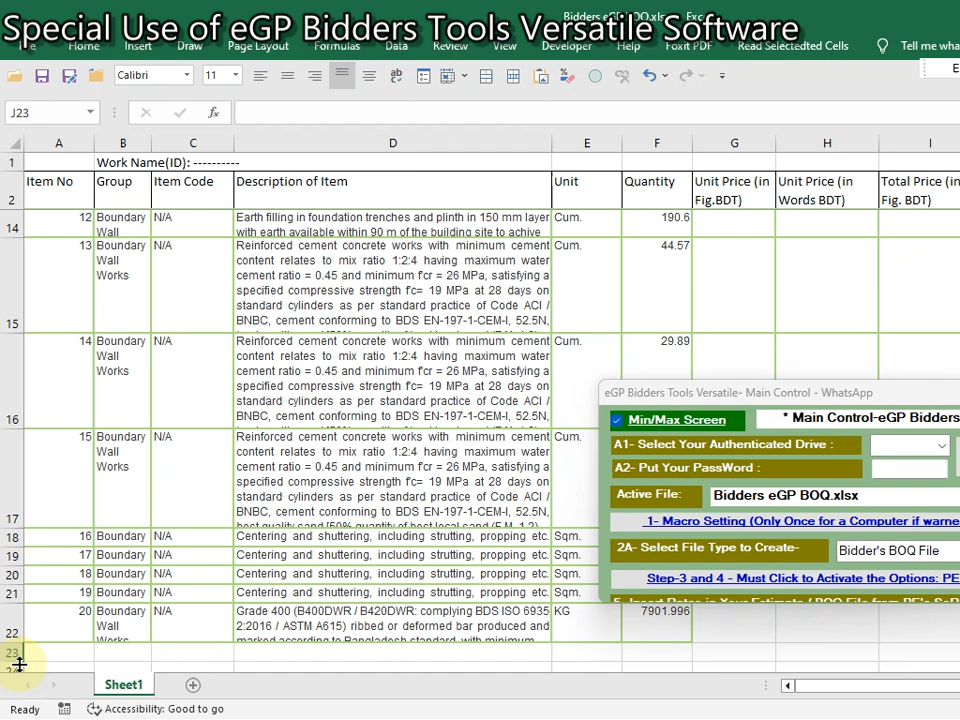 Special Use of eGP Bidders Tools Versatile Software
Home Insert Draw Page Layout Formulas Data Review View Developer Help Foxit PDF Read Selectedted Cells Tell me wha
Calibri 11
J23 fx
A B C D E F G H I
1 Work Name(ID): ----------
Item No Group Item Code Description of Item Unit Quantity Unit Price (in Unit Price (in Total Price (in
2 Fig.BDT) Words BDT) Fig. BDT)
12 Boundary N/A Earth filling in foundation trenches and plinth in 150 mm layer Cum. 190.6
14 Wall with earth available within 90 m of the building site to achive
13 Boundary N/A Reinforced cement concrete works with minimum cement Cum. 44.57
Wall content relates to mix ratio 1:2:4 having maximum water
Works cement ratio = 0.45 and minimum f'cr = 26 MPa, satisfying a
specified compressive strength f'c= 19 MPa at 28 days on
standard cylinders as per standard practice of Code ACI /
15 BNBC, cement conforming to BDS EN-197-1-CEM-I, 52.5N,
14 Boundary N/A Reinforced cement concrete works with minimum cement Cum. 29.89
Wall content relates to mix ratio 1:2:4 having maximum water
Works cement ratio = 0.45 and minimum f'cr = 26 MPa, satisfying a
specified compressive strength f'c= 19 MPa at 28 days on
standard cylinders as per standard practice of Code ACI /
16 BNBC, cement conforming to BDS EN-197-1-CEM-I, 52.5N,
15 Boundary N/A Reinforced cement concrete works with minimum cement Cum.
Wall content relates to mix ratio 1:2:4 having maximum water
Works cement ratio = 0.45 and minimum f'cr = 26 MPa, satisfying a
specified compressive strength f'c= 19 MPa at 28 days on
standard cylinders as per standard practice of Code ACI /
BNBC, cement conforming to BDS EN-197-1-CEM-I, 52.5N,
17 best quality sand [50% quantity of best local sand (F.M. 1.2)
18 16 Boundary N/A Centering and shuttering, including strutting, propping etc. Sqm.
19 17 Boundary N/A Centering and shuttering, including strutting, propping etc. Sqm.
20 18 Boundary N/A Centering and shuttering, including strutting, propping etc. Sqm.
21 19 Boundary N/A Centering and shuttering, including strutting, propping etc. Sqm.
20 Boundary N/A Grade 400 (B400DWR / B420DWR: complying BDS ISO 6935- KG 7901.996
Wall 2:2016 / ASTM A615) ribbed or deformed bar produced and
22 Works marked according to Bangladesh standard, with minimum
23
eGP Bidders Tools Versatile- Main Control - WhatsApp
Min/Max Screen * Main Control-eGP Bidders
A1- Select Your Authenticated Drive :
A2- Put Your PassWord :
Active File: Bidders eGP BOQ.xlsx
1- Macro Setting (Only Once for a Computer if warne
2A- Select File Type to Create- Bidder's BOQ File
Step-3 and 4 - Must Click to Activate the Options: PE
Sheet1
Ready Accessibility: Good to go